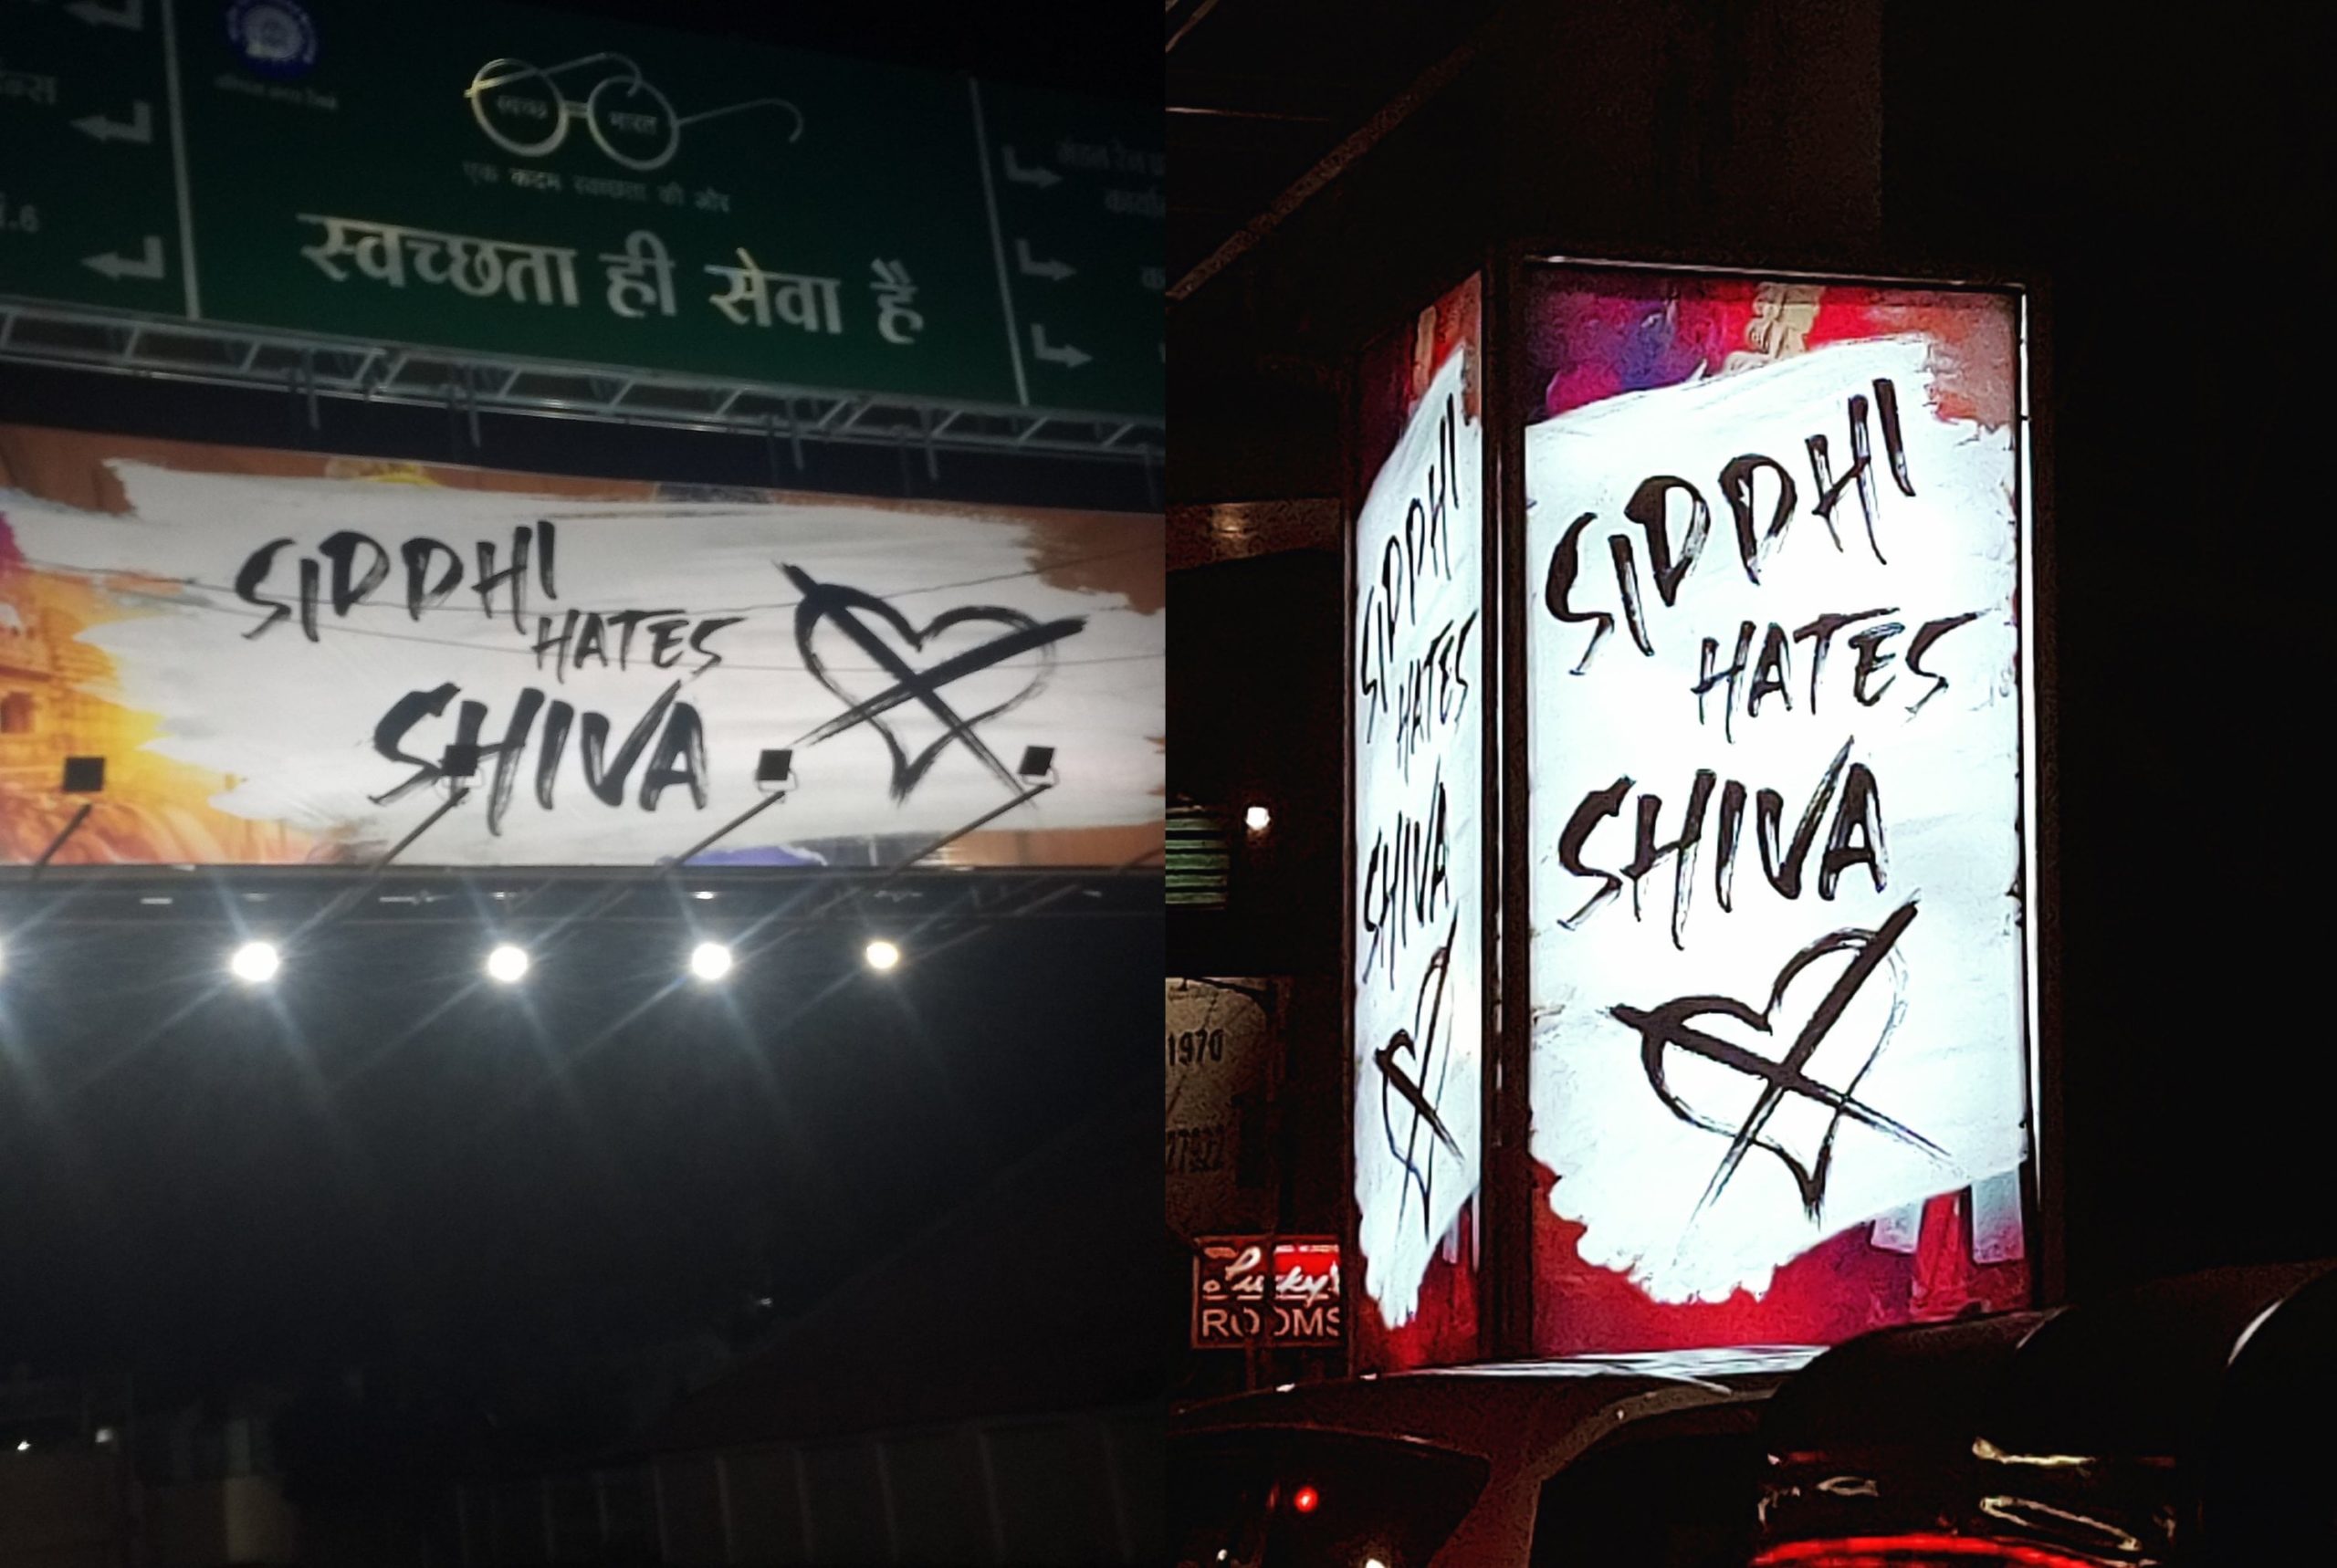 स्वच्छ भारत
एक कदम स्वच्छता की ओर
स्वच्छता ही सेवा है
SIDDHI
HATES
SHIVA
SIDDHI
HATES
SHIVA
SIDDHI
HATES
SHIVA
1970
Lucky
ROOMS